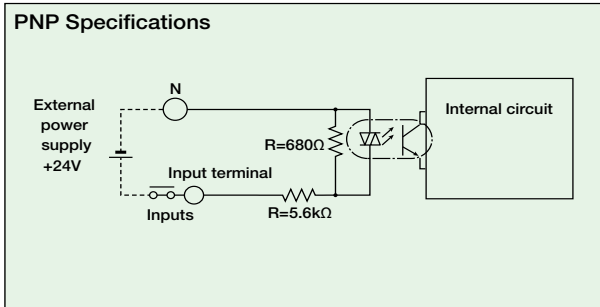 PNP Specifications
N
External
power
supply
+24V
Internal circuit
R=680Ω
Input terminal
Inputs
R=5.6kΩ